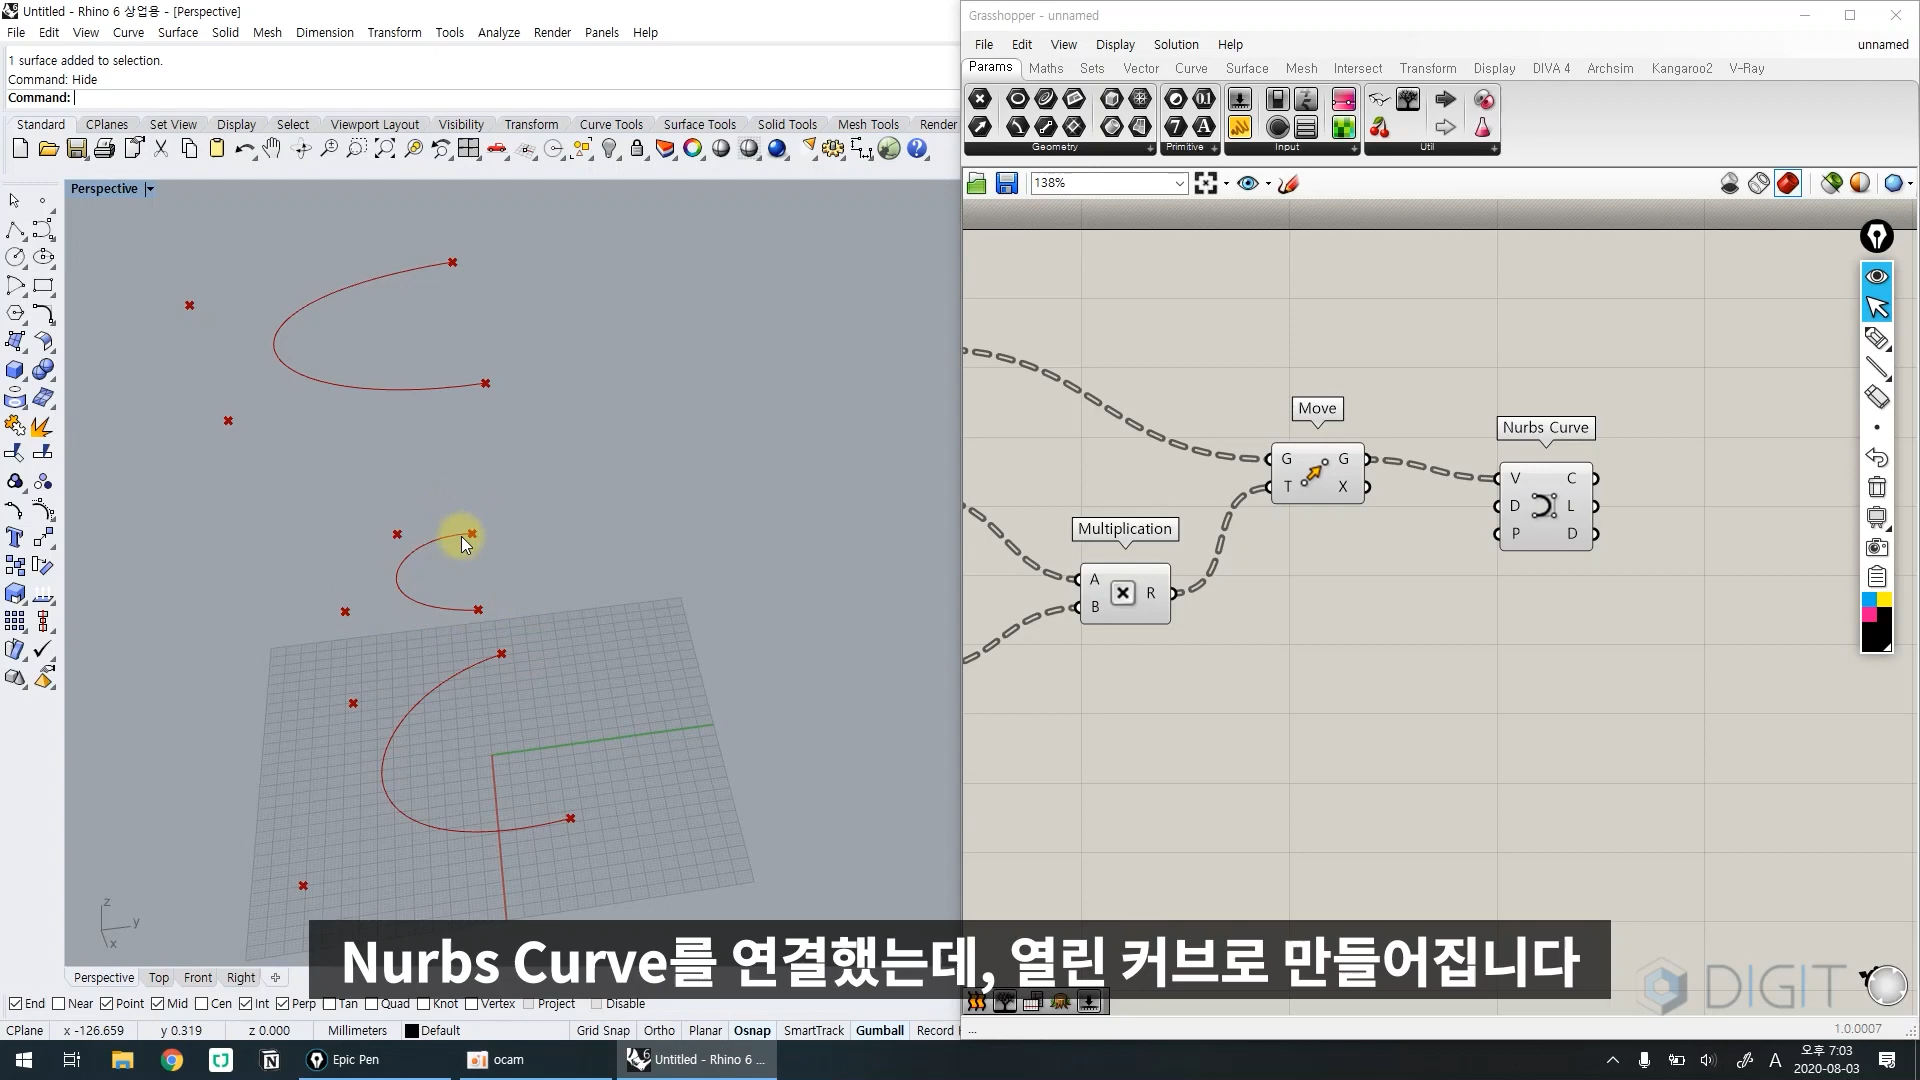 Untitled - Rhino 6 상업용 - [Perspective]
File Edit View Curve Surface Solid Mesh Dimension Transform Tools Analyze Render Panels Help
1 surface added to selection.
Command: Hide
Command:
Standard CPlanes Set View Display Select Viewport Layout Visibility Transform Curve Tools Surface Tools Solid Tools Mesh Tools Render
Perspective
z
y
x
Perspective Top Front Right
End Near Point Mid Cen Int Perp Tan Quad Knot Vertex Project Disable
CPlane x -126.659 y 0.319 z 0.000 Millimeters Default Grid Snap Ortho Planar Osnap SmartTrack Gumball Record
Grasshopper - unnamed
File Edit View Display Solution Help unnamed
Params Maths Sets Vector Curve Surface Mesh Intersect Transform Display DIVA 4 Archsim Kangaroo2 V-Ray
Geometry Primitive Input Util
138%
Move
G G
T X
Nurbs Curve
V C
D L
P D
Multiplication
A
B
R
Nurbs Curve를 연결했는데, 열린 커브로 만들어집니다
DIGIT
... 1.0.0007
Epic Pen ocam Untitled - Rhino 6 ...
A 오후 7:03
2020-08-03